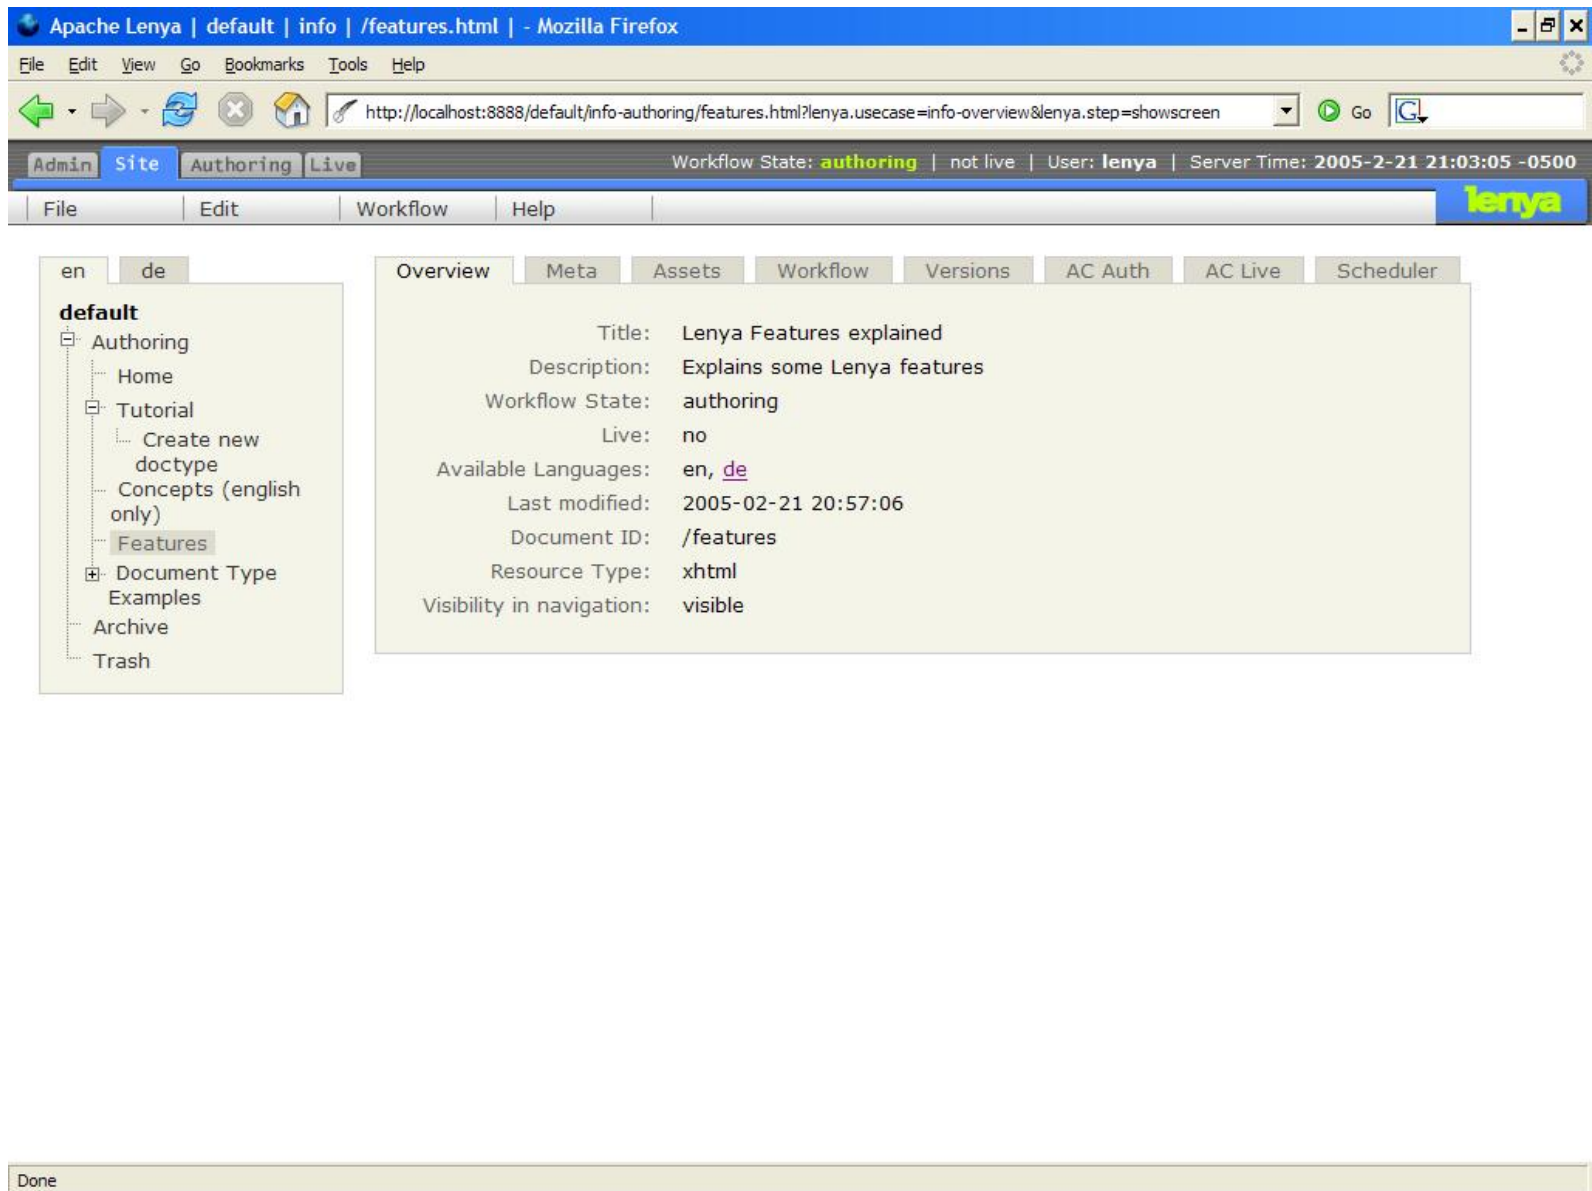 Apache Lenya | default | info | /features.html | - Mozilla Firefox
File Edit View Go Bookmarks Tools Help
http://localhost:8888/default/info-authoring/features.html?lenya.usecase=info-overview&lenya.step=showscreen Go G
Admin Site Authoring Live Workflow State: authoring | not live | User: lenya | Server Time: 2005-2-21 21:03:05 -0500
File Edit Workflow Help lenya
en de
default
Authoring
Home
Tutorial
Create new
doctype
Concepts (english
only)
Features
Document Type
Examples
Archive
Trash
Overview Meta Assets Workflow Versions AC Auth AC Live Scheduler
Title: Lenya Features explained
Description: Explains some Lenya features
Workflow State: authoring
Live: no
Available Languages: en, de
Last modified: 2005-02-21 20:57:06
Document ID: /features
Resource Type: xhtml
Visibility in navigation: visible
Done